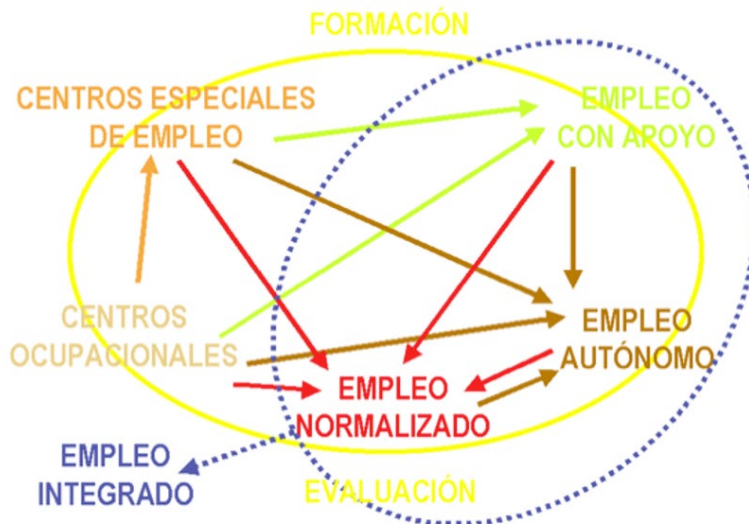 FORMACIÓN
CENTROS ESPECIALES
DE EMPLEO
EMPLEO
CON APOYO
CENTROS
OCUPACIONALES
EMPLEO
AUTÓNOMO
EMPLEO
NORMALIZADO
EMPLEO
INTEGRADO
EVALUACIÓN